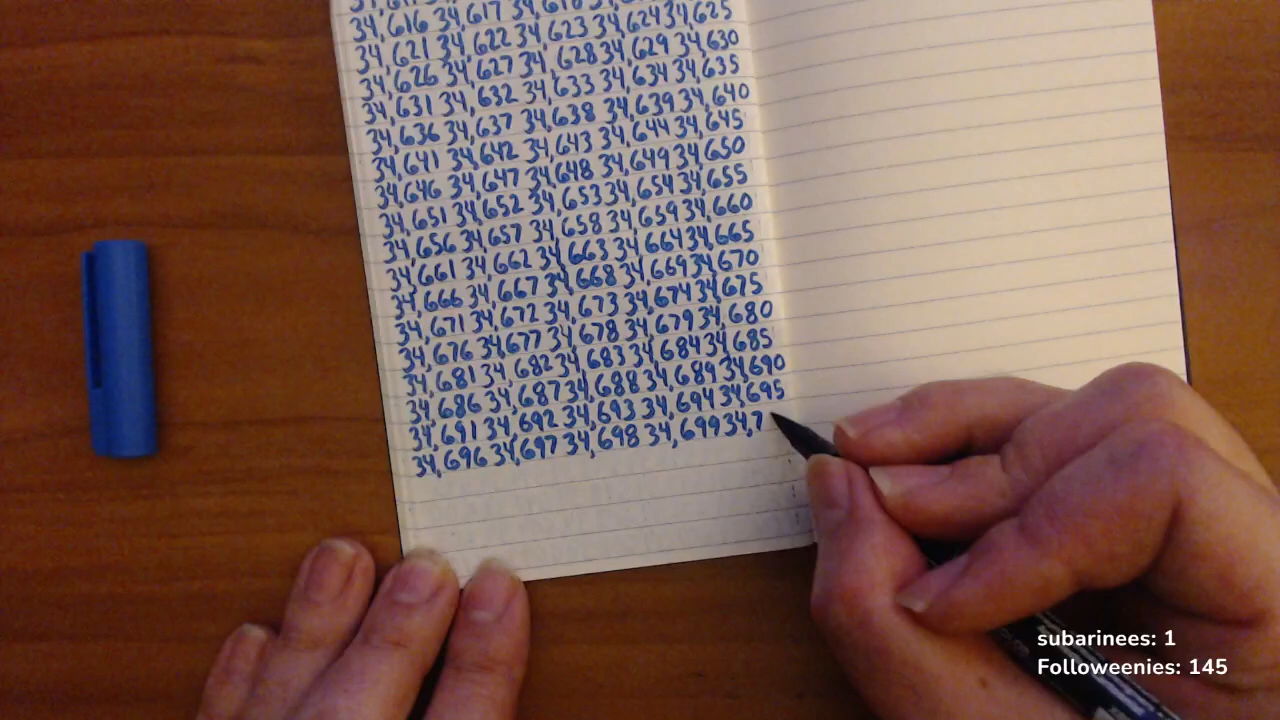 34,616 34,617 34,618
34,621 34,622 34,623 34,624 34,625
34,626 34,627 34,628 34,629 34,630
34,631 34,632 34,633 34,634 34,635
34,636 34,637 34,638 34,639 34,640
34,641 34,642 34,643 34,644 34,645
34,646 34,647 34,648 34,649 34,650
34,651 34,652 34,653 34,654 34,655
34,656 34,657 34,658 34,659 34,660
34,661 34,662 34,663 34,664 34,665
34,666 34,667 34,668 34,669 34,670
34,671 34,672 34,673 34,674 34,675
34,676 34,677 34,678 34,679 34,680
34,681 34,682 34,683 34,684 34,685
34,686 34,687 34,688 34,689 34,690
34,691 34,692 34,693 34,694 34,695
34,696 34,697 34,698 34,699 34,7
subarinees: 1
Followeenies: 145